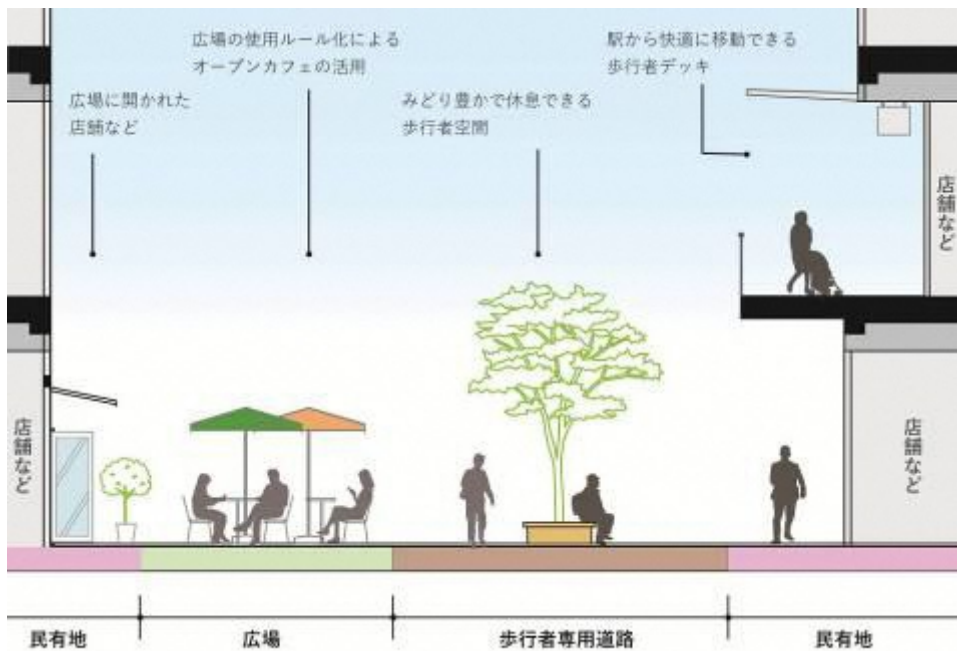 広場の使用ルール化による
オープンカフェの活用
駅から快適に移動できる
歩行者デッキ
広場に開かれた
店舗など
みどり豊かで休息できる
歩行者空間
店舗など
店舗など
店舗など
民有地
広場
歩行者専用道路
民有地